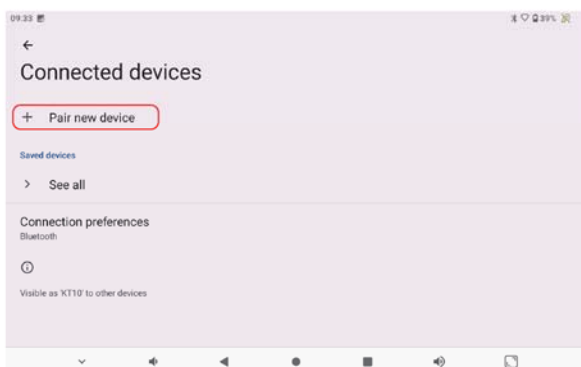 09.33
39%
Connected devices
+ Pair new device
Saved devices
> See all
Connection preferences
Bluetooth
Visible as 'KT10' to other devices